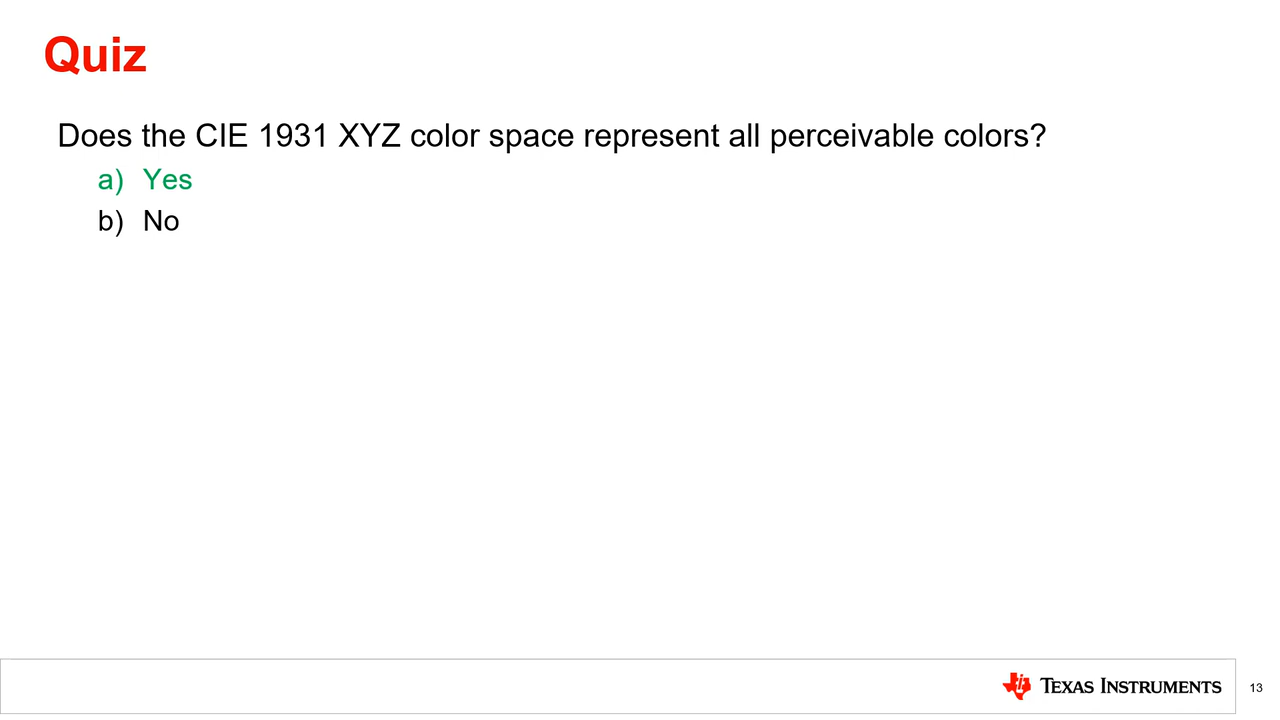 Quiz
Does the CIE 1931 XYZ color space represent all perceivable colors?
a) Yes
b) No
TEXAS INSTRUMENTS
13